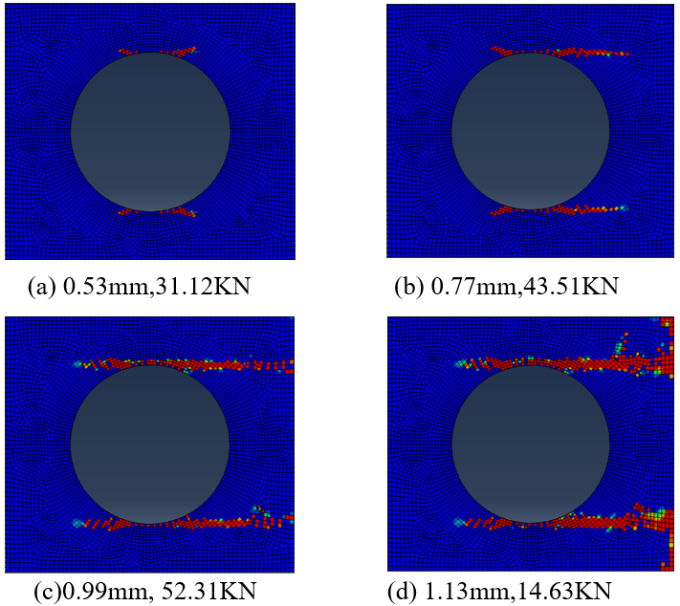 (a) 0.53mm,31.12KN
(b) 0.77mm,43.51KN
(c)0.99mm, 52.31KN
(d) 1.13mm,14.63KN